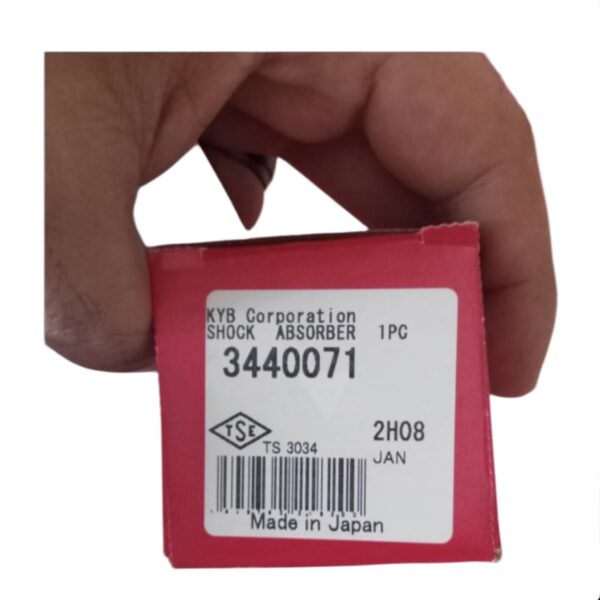 KYB Corporation
SHOCK ABSORBER 1PC
3440071
TSE
2H08
TS 3034
JAN
Made in Japan